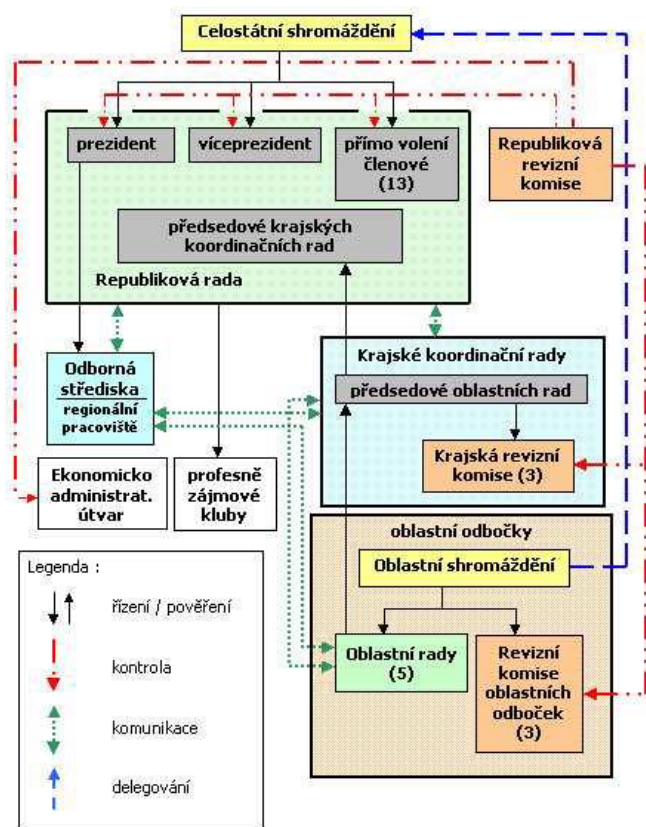 Celostátní shromáždění
prezident
víceprezident
přímo volení
členové
(13)
Republiková
revizní
komise
předsedové krajských
koordinačních rad
Republiková rada
Odborná
střediska
regionální
pracoviště
Krajské koordinační rady
předsedové oblastních rad
Krajská revizní
komise (3)
Ekonomicko
administrat.
útvar
profesně
zájmové
kluby
oblastní odbočky
Oblastní shromáždění
Oblastní rady
(5)
Revizní
komise
oblastních
odboček
(3)
Legenda :
řízení / pověření
kontrola
komunikace
delegování